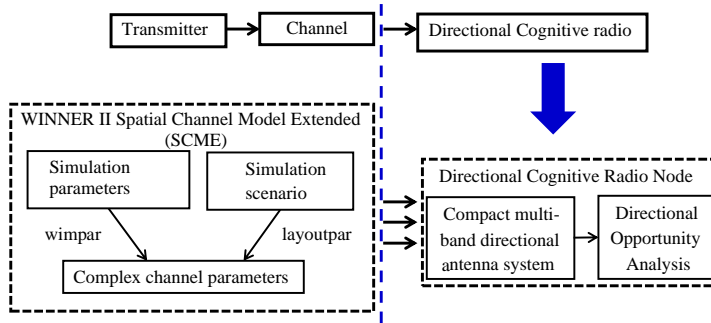 Transmitter
Channel
Directional Cognitive radio
WINNER II Spatial Channel Model Extended
(SCME)
Simulation
parameters
Simulation
scenario
wimpar
layoutpar
Complex channel parameters
Directional Cognitive Radio Node
Compact multi-
band directional
antenna system
Directional
Opportunity
Analysis